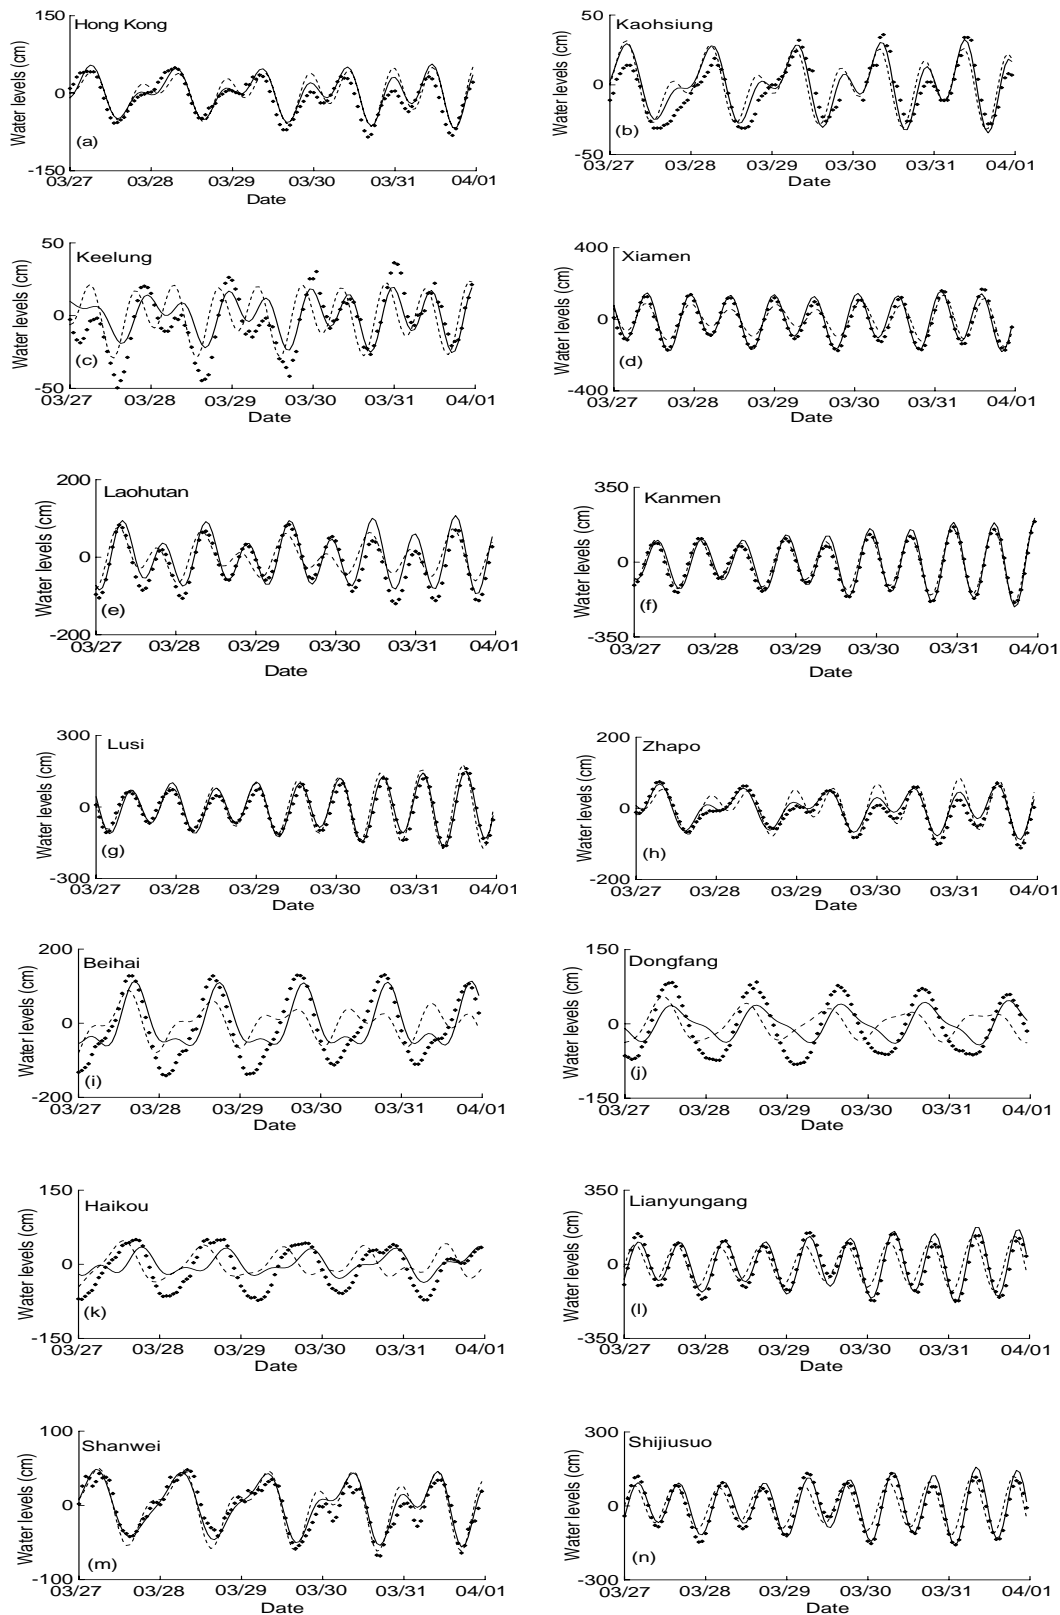 Hong Kong
Water levels (cm)
150
0
-150
(a)
03/27 03/28 03/29 03/30 03/31 04/01
Date
Kaohsiung
Water levels (cm)
50
0
-50
(b)
03/27 03/28 03/29 03/30 03/31 04/01
Date
Keelung
Water levels (cm)
50
0
-50
(c)
03/27 03/28 03/29 03/30 03/31 04/01
Date
Xiamen
Water levels (cm)
400
0
-400
(d)
03/27 03/28 03/29 03/30 03/31 04/01
Date
Laohutan
Water levels (cm)
200
0
-200
(e)
03/27 03/28 03/29 03/30 03/31 04/01
Date
Kanmen
Water levels (cm)
350
0
-350
(f)
03/27 03/28 03/29 03/30 03/31 04/01
Date
Lusi
Water levels (cm)
300
0
-300
(g)
03/27 03/28 03/29 03/30 03/31 04/01
Date
Zhapo
Water levels (cm)
200
0
-200
(h)
03/27 03/28 03/29 03/30 03/31 04/01
Date
Beihai
Water levels (cm)
200
0
-200
(i)
03/27 03/28 03/29 03/30 03/31 04/01
Date
Dongfang
Water levels (cm)
150
0
-150
(j)
03/27 03/28 03/29 03/30 03/31 04/01
Date
Haikou
Water levels (cm)
150
0
-150
(k)
03/27 03/28 03/29 03/30 03/31 04/01
Date
Lianyungang
Water levels (cm)
350
0
-350
(l)
03/27 03/28 03/29 03/30 03/31 04/01
Date
Shanwei
Water levels (cm)
100
0
-100
(m)
03/27 03/28 03/29 03/30 03/31 04/01
Date
Shijiusuo
Water levels (cm)
300
0
-300
(n)
03/27 03/28 03/29 03/30 03/31 04/01
Date